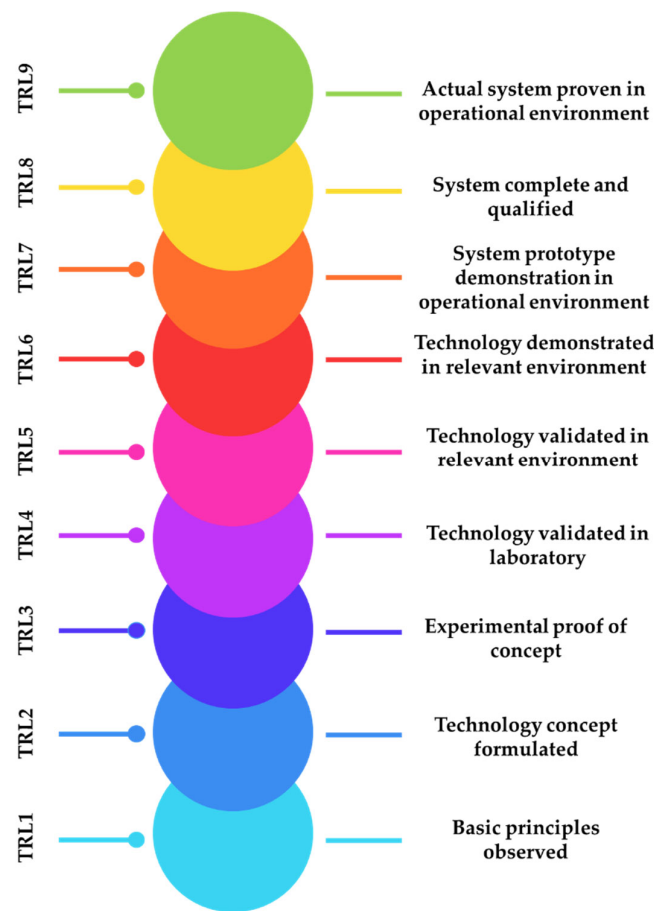 TRL9
Actual system proven in
operational environment
TRL8
System complete and
qualified
TRL7
System prototype
demonstration in
operational environment
TRL6
Technology demonstrated
in relevant environment
TRL5
Technology validated in
relevant environment
TRL4
Technology validated in
laboratory
TRL3
Experimental proof of
concept
TRL2
Technology concept
formulated
TRL1
Basic principles
observed